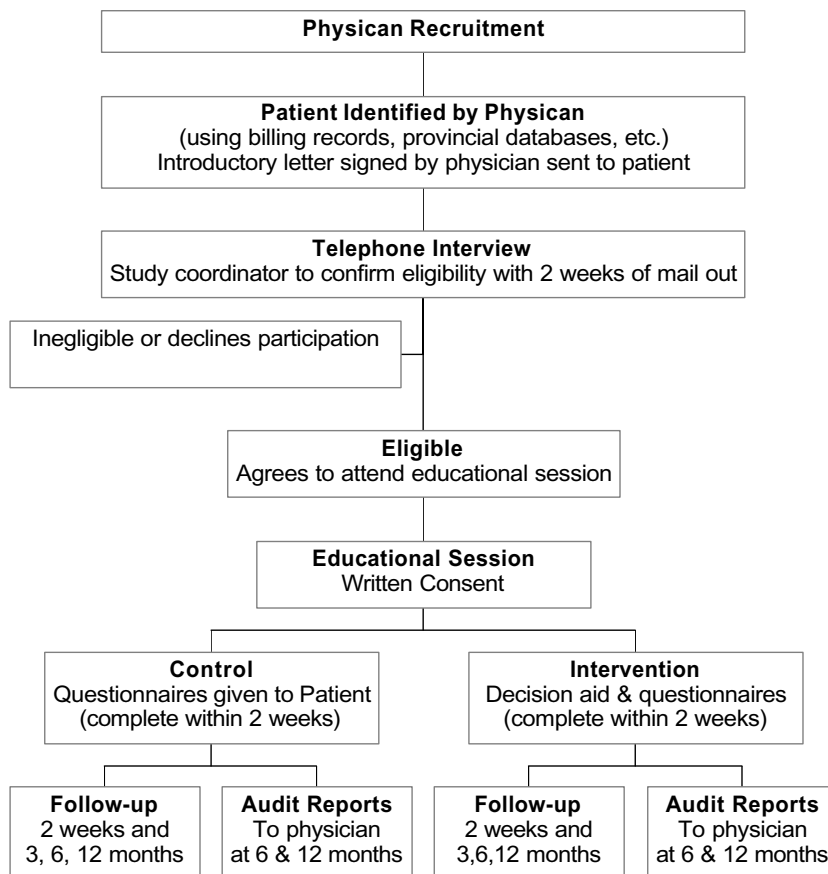 Physican Recruitment
Patient Identified by Physican
(using billing records, provincial databases, etc.)
Introductory letter signed by physician sent to patient
Telephone Interview
Study coordinator to confirm eligibility with 2 weeks of mail out
Inegligible or declines participation
Eligible
Agrees to attend educational session
Educational Session
Written Consent
Control
Questionnaires given to Patient
(complete within 2 weeks)
Intervention
Decision aid & questionnaires
(complete within 2 weeks)
Follow-up
2 weeks and
3, 6, 12 months
Audit Reports
To physician
at 6 & 12 months
Follow-up
2 weeks and
3,6,12 months
Audit Reports
To physician
at 6 & 12 months